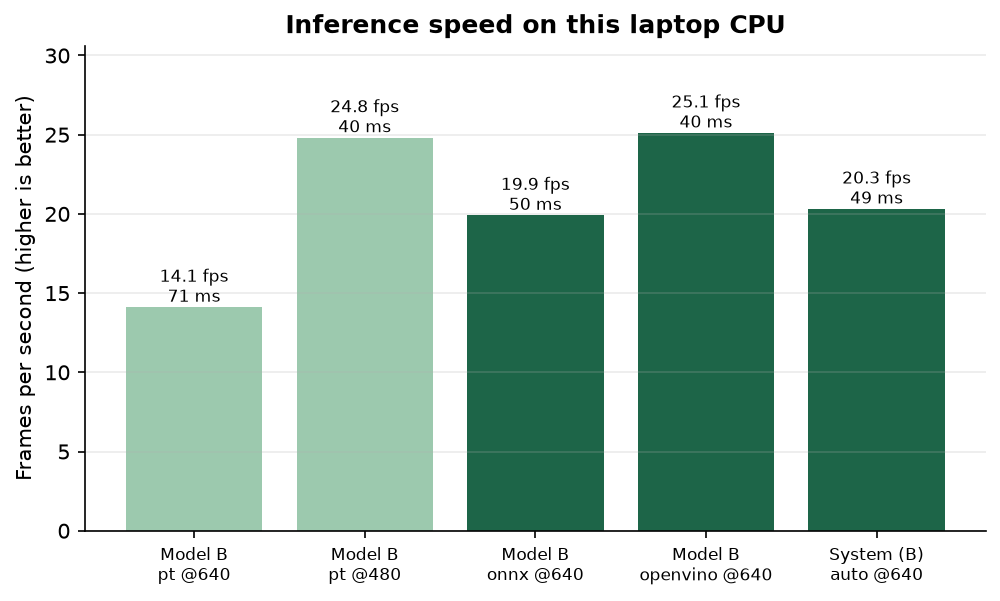 Inference speed on this laptop CPU
Frames per second (higher is better)
30
25
20
15
10
5
0
14.1 fps
71 ms
24.8 fps
40 ms
19.9 fps
50 ms
25.1 fps
40 ms
20.3 fps
49 ms
Model B
pt @640
Model B
pt @480
Model B
onnx @640
Model B
openvino @640
System (B)
auto @640